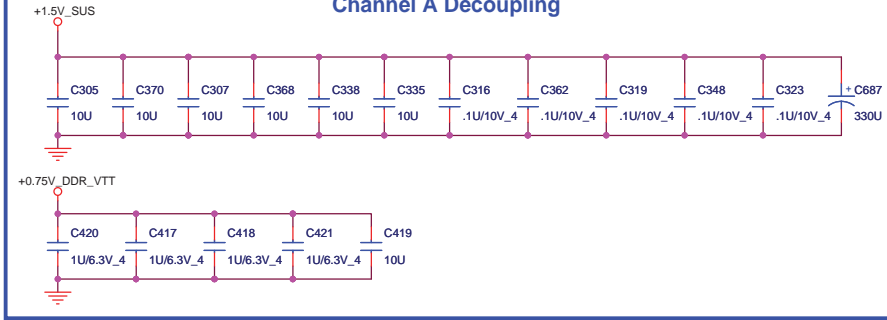 Channel A Decoupling
+1.5V_SUS
C305 C370 C307 C368 C338 C335 C316 C362 C319 C348 C323 + C687
10U 10U 10U 10U 10U 10U .1U/10V_4 .1U/10V_4 .1U/10V_4 .1U/10V_4 .1U/10V_4 330U
+0.75V_DDR_VTT
C420 C417 C418 C421 C419
1U/6.3V_4 1U/6.3V_4 1U/6.3V_4 1U/6.3V_4 10U